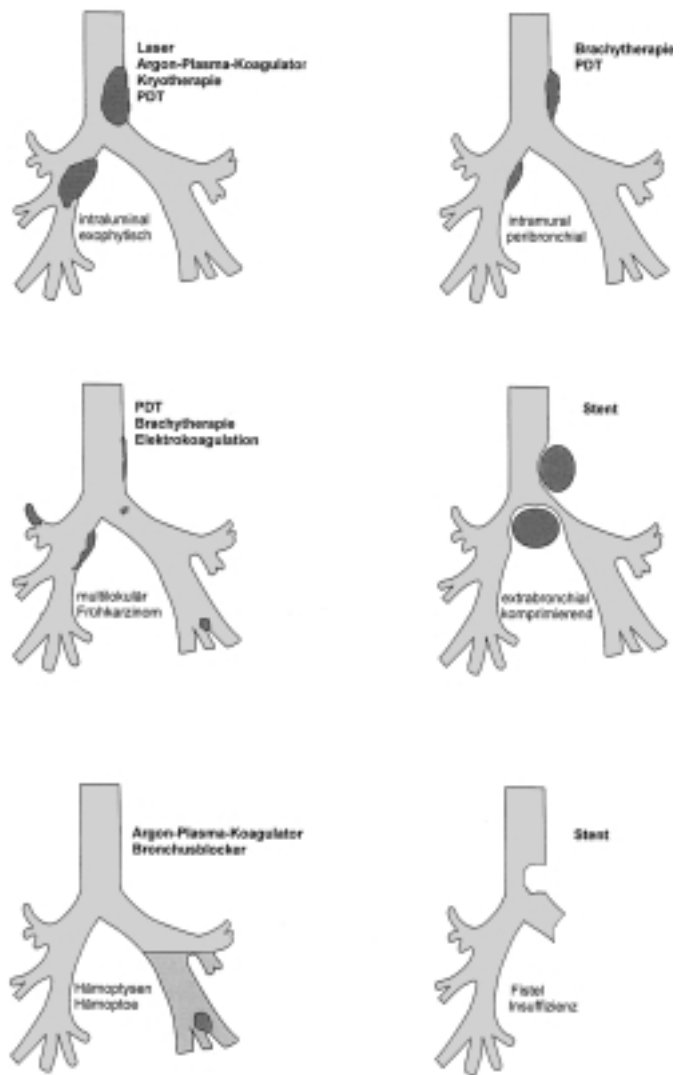 Laser
Argon-Plasma-Koagulator
Kryotherapie
PDT
intraluminal
exophytisch
Brachytherapie
PDT
intramural
peribronchial
PDT
Brachytherapie
Elektrokoagulation
multilokulär
Frühkarzinom
Stent
extrabronchial
komprimierend
Argon-Plasma-Koagulator
Bronchusblocker
Hämoptysen
Hämoptoe
Stent
Fistel
Insuffizienz